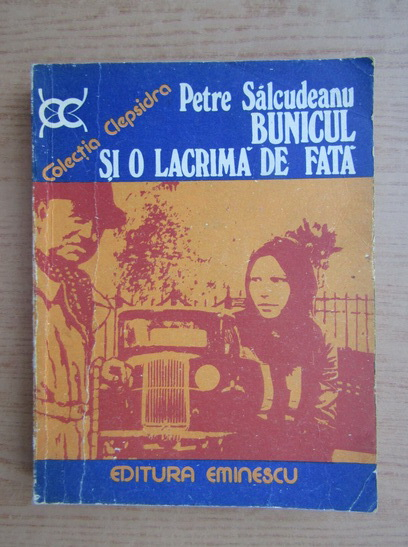 Colecția Clepsidra
Petre Sălcudeanu
BUNICUL
ȘI O LACRIMĂ DE FATĂ
EDITURA EMINESCU